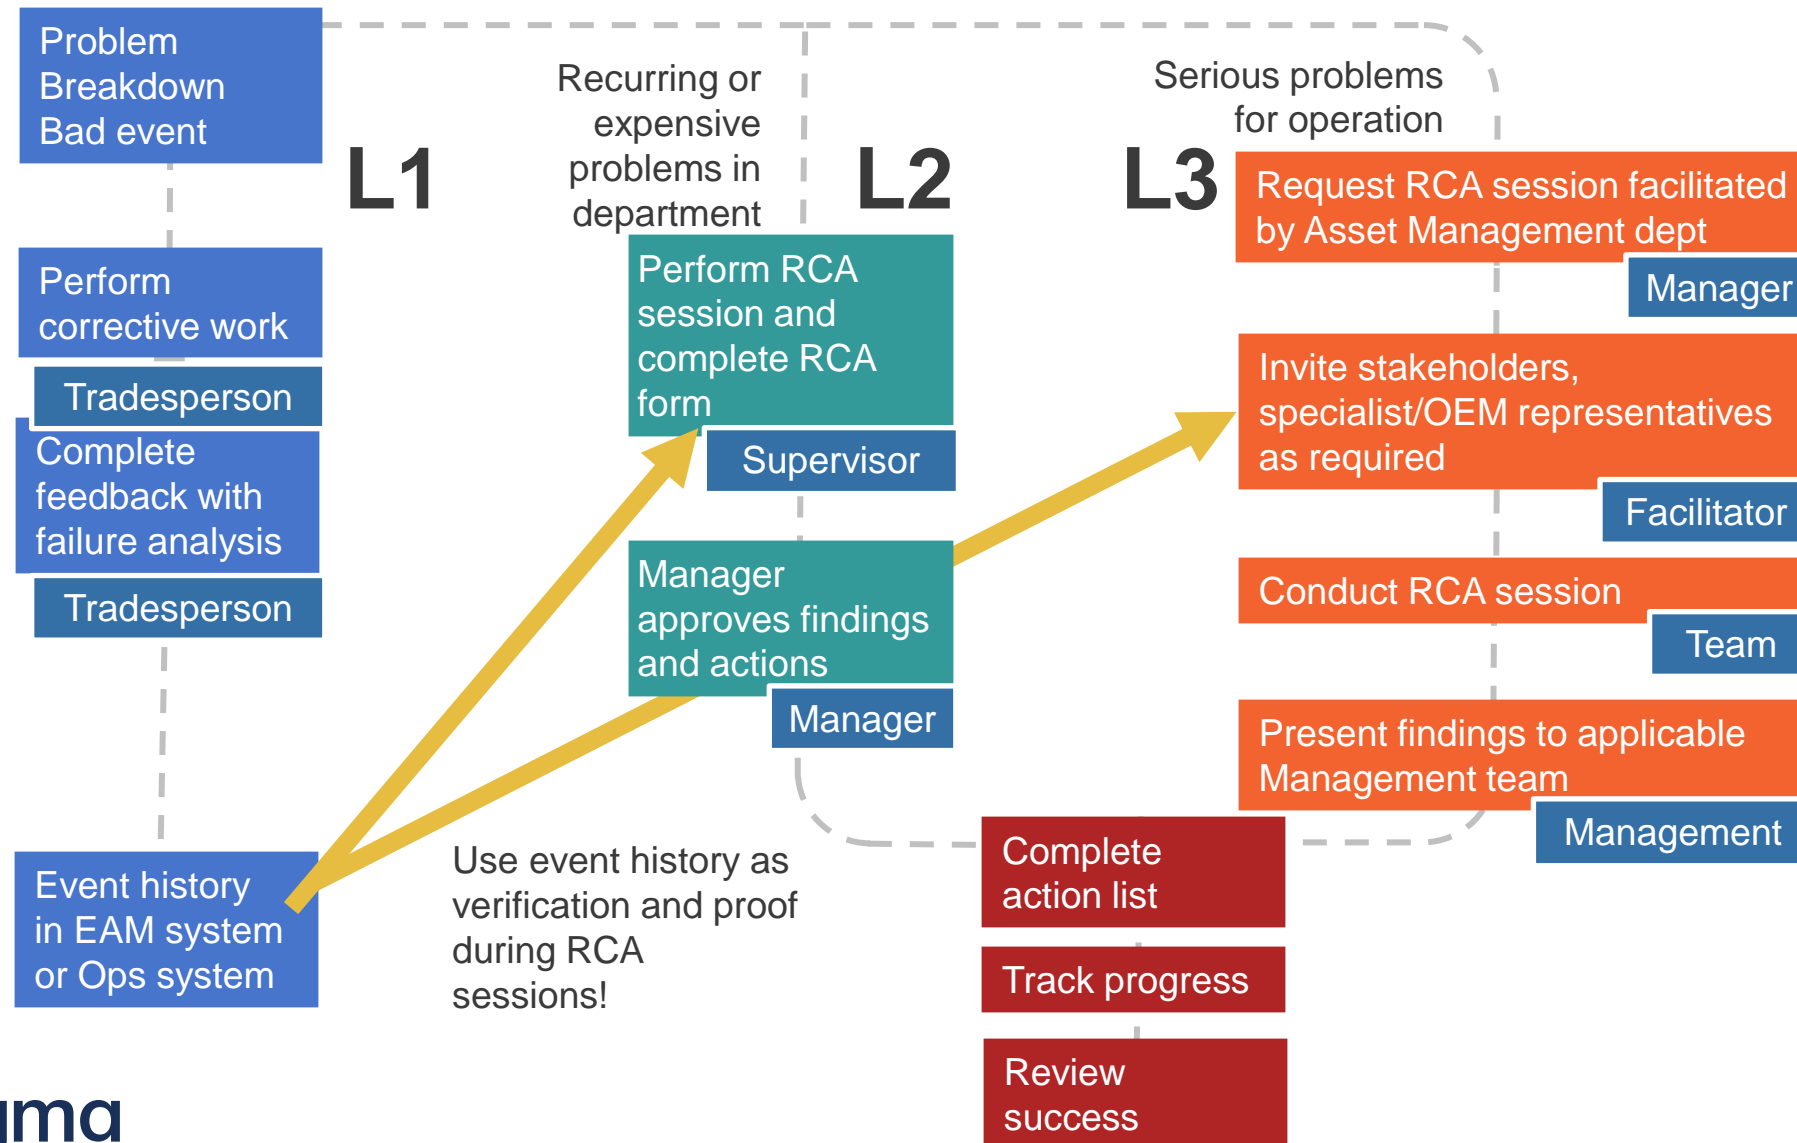 Problem
Breakdown
Bad event
L1
Perform
corrective work
Tradesperson
Complete
feedback with
failure analysis
Tradesperson
Event history
in EAM system
or Ops system
Recurring or
expensive
problems in
department
L2
Perform RCA
session and
complete RCA
form
Supervisor
Manager
approves findings
and actions
Manager
Use event history as
verification and proof
during RCA
sessions!
Serious problems
for operation
L3
Request RCA session facilitated
by Asset Management dept
Manager
Invite stakeholders,
specialist/OEM representatives
as required
Facilitator
Conduct RCA session
Team
Present findings to applicable
Management team
Management
Complete
action list
Track progress
Review
success